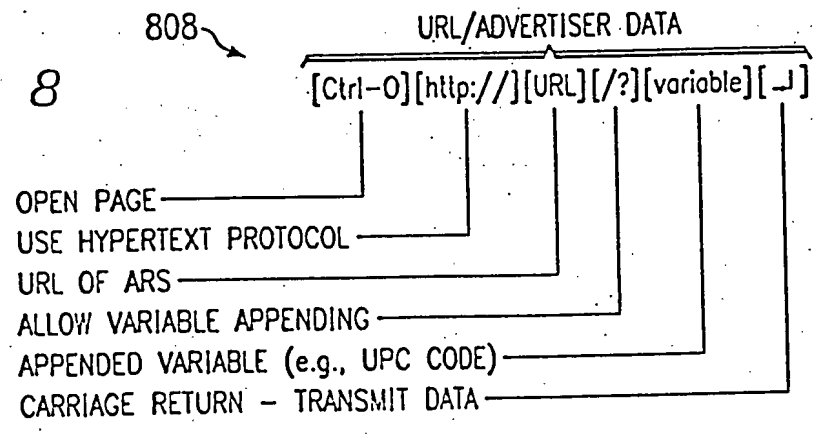 808
URL/ADVERTISER DATA
8
[Ctrl-O][http://][URL][/?][variable][↵]
OPEN PAGE
USE HYPERTEXT PROTOCOL
URL OF ARS
ALLOW VARIABLE APPENDING
APPENDED VARIABLE (e.g., UPC CODE)
CARRIAGE RETURN - TRANSMIT DATA